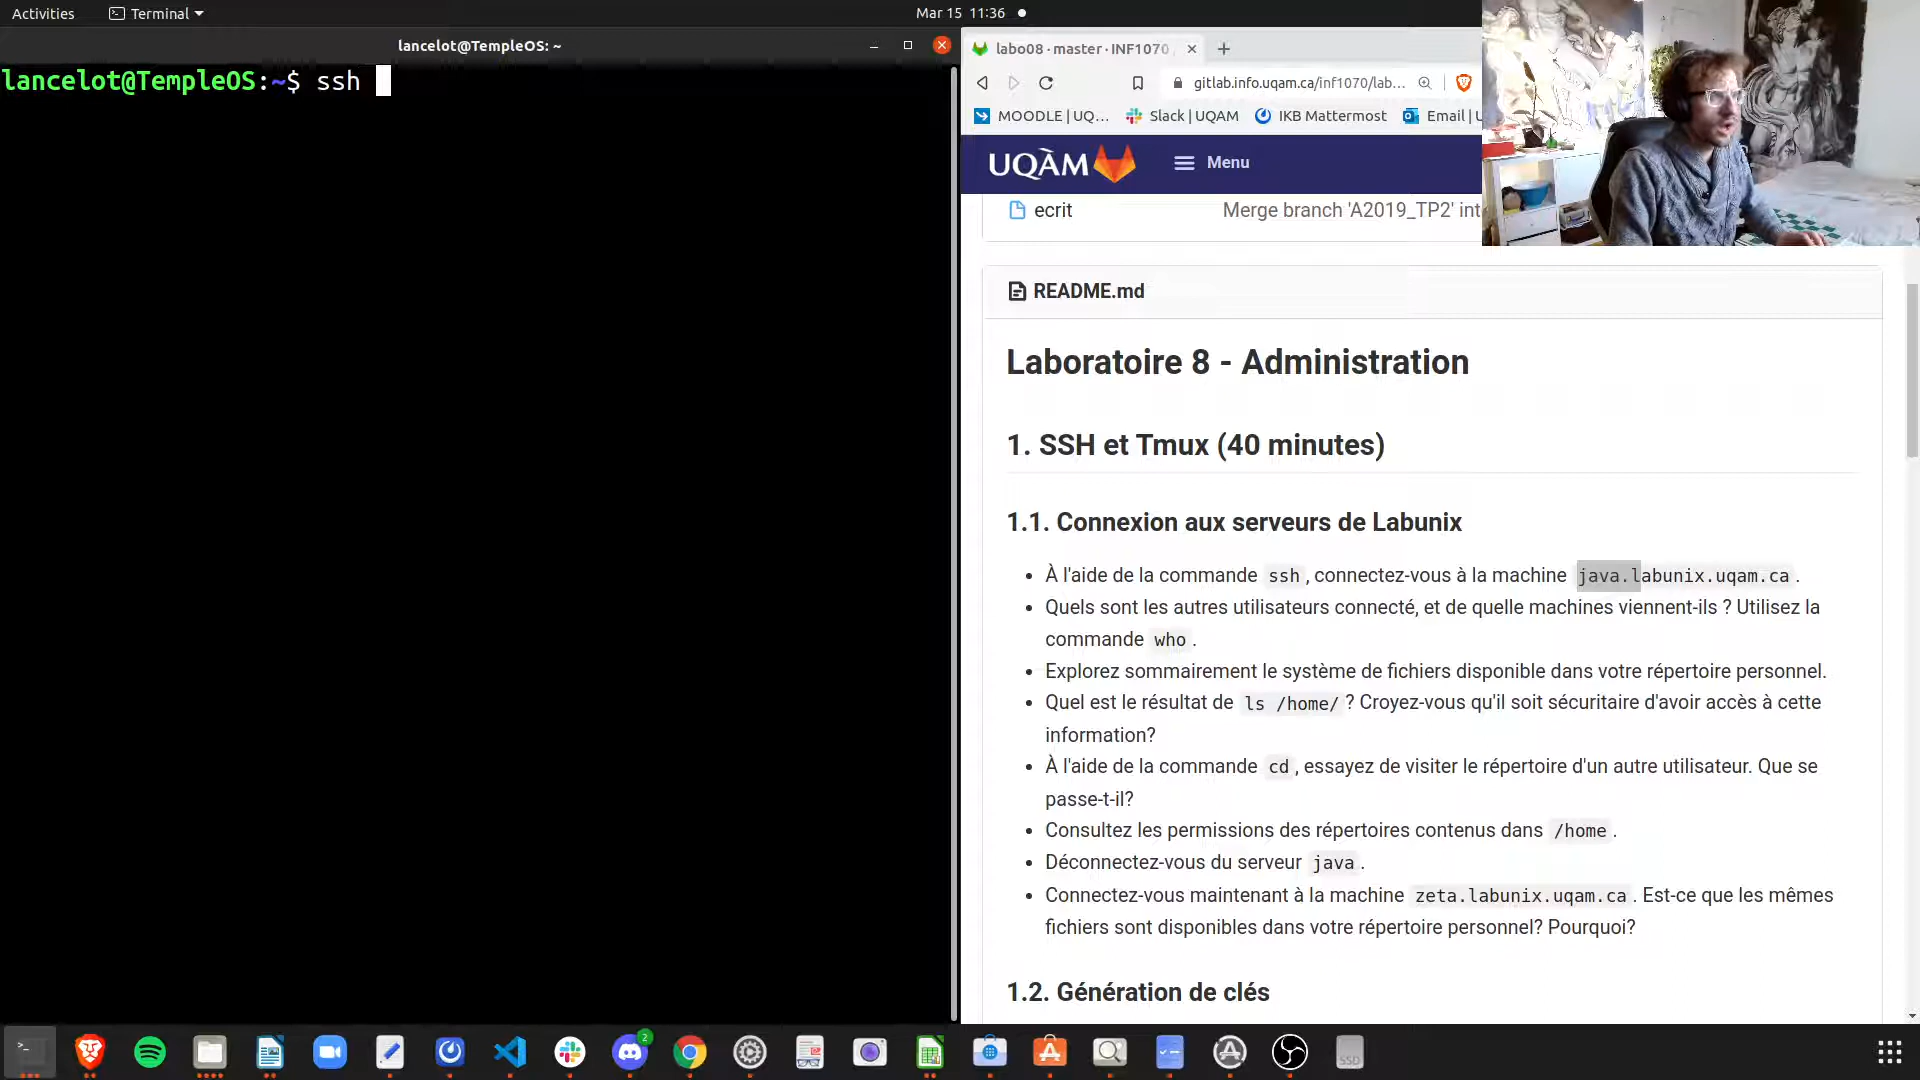 Activities
Terminal
Mar 15 11:36
lancelot@TempleOS: ~
lancelot@TempleOS:~$ ssh
labo08 · master · INF1070
gitlab.info.uqam.ca/inf1070/lab...
MOODLE | UQ...
Slack | UQAM
IKB Mattermost
Email | U
UQÀM
Menu
ecrit
Merge branch 'A2019_TP2' int
README.md
Laboratoire 8 - Administration
1. SSH et Tmux (40 minutes)
1.1. Connexion aux serveurs de Labunix
• À l'aide de la commande ssh , connectez-vous à la machine java.labunix.uqam.ca .
• Quels sont les autres utilisateurs connecté, et de quelle machines viennent-ils ? Utilisez la
commande who .
• Explorez sommairement le système de fichiers disponible dans votre répertoire personnel.
• Quel est le résultat de ls /home/ ? Croyez-vous qu'il soit sécuritaire d'avoir accès à cette
information?
• À l'aide de la commande cd , essayez de visiter le répertoire d'un autre utilisateur. Que se
passe-t-il?
• Consultez les permissions des répertoires contenus dans /home .
• Déconnectez-vous du serveur java .
• Connectez-vous maintenant à la machine zeta.labunix.uqam.ca . Est-ce que les mêmes
fichiers sont disponibles dans votre répertoire personnel? Pourquoi?
1.2. Génération de clés
2
SSD